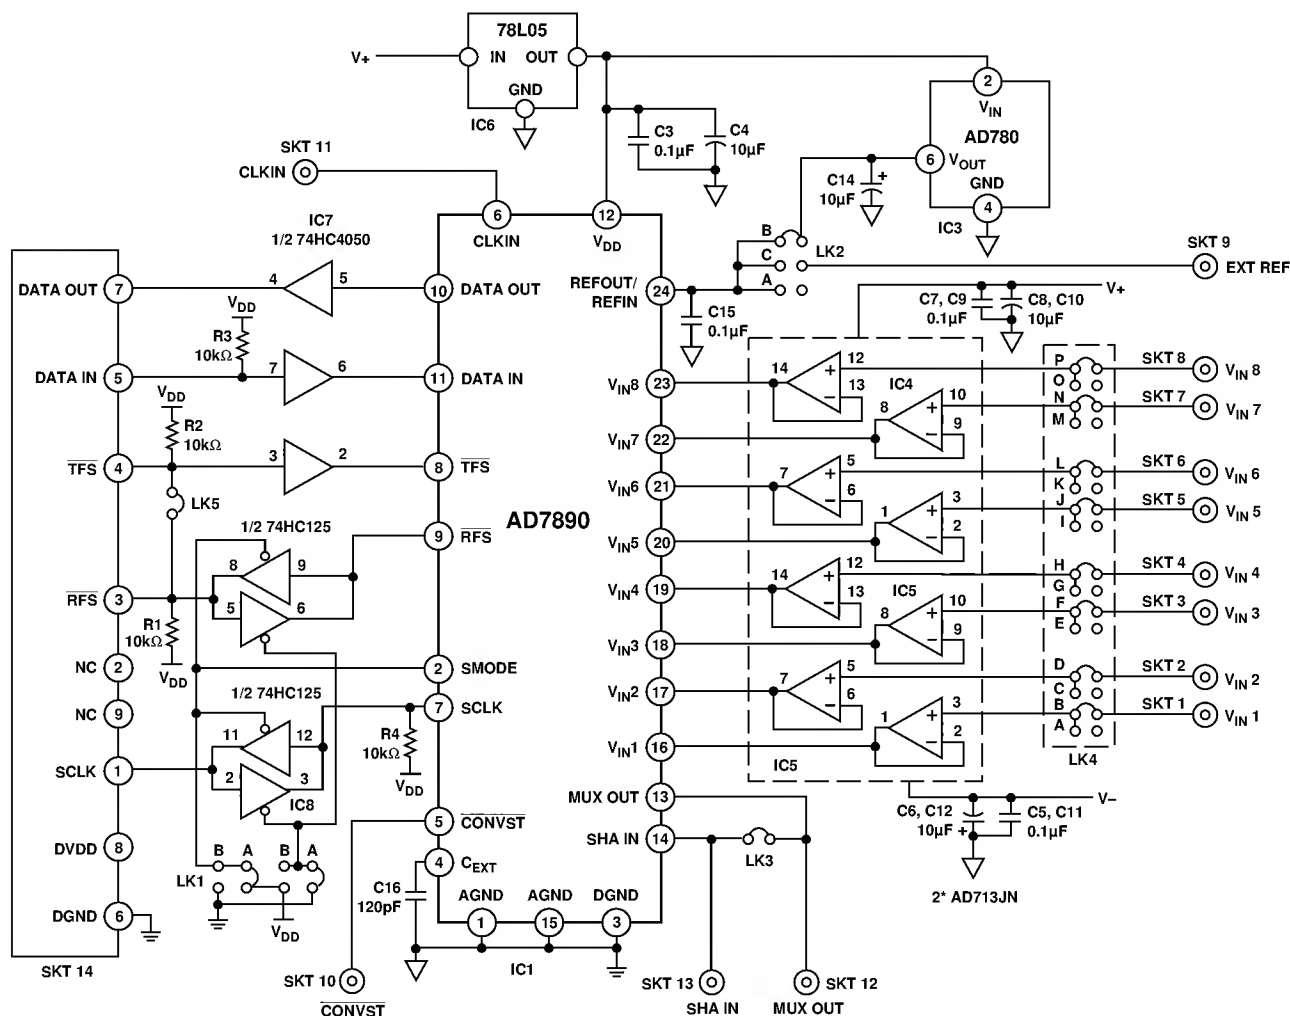 78L05
V+
IN
OUT
GND
IC6
2
VIN
AD780
C3
0.1µF
C4
10µF
6
VOUT
C14
+
10µF
GND
4
IC3
SKT 11
CLKIN
IC7
1/2 74HC4050
6
CLKIN
12
VDD
B
C
A
LK2
SKT 9
EXT REF
DATA OUT
7
4
5
10
DATA OUT
REFOUT/
REFIN
24
C15
0.1µF
C7, C9
0.1µF
C8, C10
10µF
V+
VDD
R3
10kΩ
DATA IN
5
7
6
11
DATA IN
VDD
R2
10kΩ
TFS
4
3
2
8
TFS
LK5
1/2 74HC125
AD7890
9
RFS
8
9
5
6
RFS
3
R1
10kΩ
VDD
NC
2
2
SMODE
1/2 74HC125
NC
9
7
SCLK
11
12
R4
10kΩ
VDD
SCLK
1
2
3
IC8
5
CONVST
DVDD
8
B
A
B
A
LK1
4
CEXT
C16
120pF
DGND
6
VDD
SKT 14
AGND
1
AGND
15
DGND
3
IC1
SKT 10
CONVST
VIN8
23
14
+
−
12
13
IC4
P
O
SKT 8
VIN 8
VIN7
22
8
+
−
10
9
N
M
SKT 7
VIN 7
VIN6
21
7
+
−
5
6
L
K
SKT 6
VIN 6
VIN5
20
1
+
−
3
2
J
I
SKT 5
VIN 5
VIN4
19
14
+
−
12
13
IC5
H
G
SKT 4
VIN 4
VIN3
18
8
+
−
10
9
F
E
SKT 3
VIN 3
VIN2
17
7
+
−
5
6
D
C
SKT 2
VIN 2
VIN1
16
1
+
−
3
2
B
A
SKT 1
VIN 1
IC5
LK4
MUX OUT
13
SHA IN
14
LK3
C6, C12
10µF
+
C5, C11
0.1µF
V−
2* AD713JN
SKT 13
SHA IN
SKT 12
MUX OUT